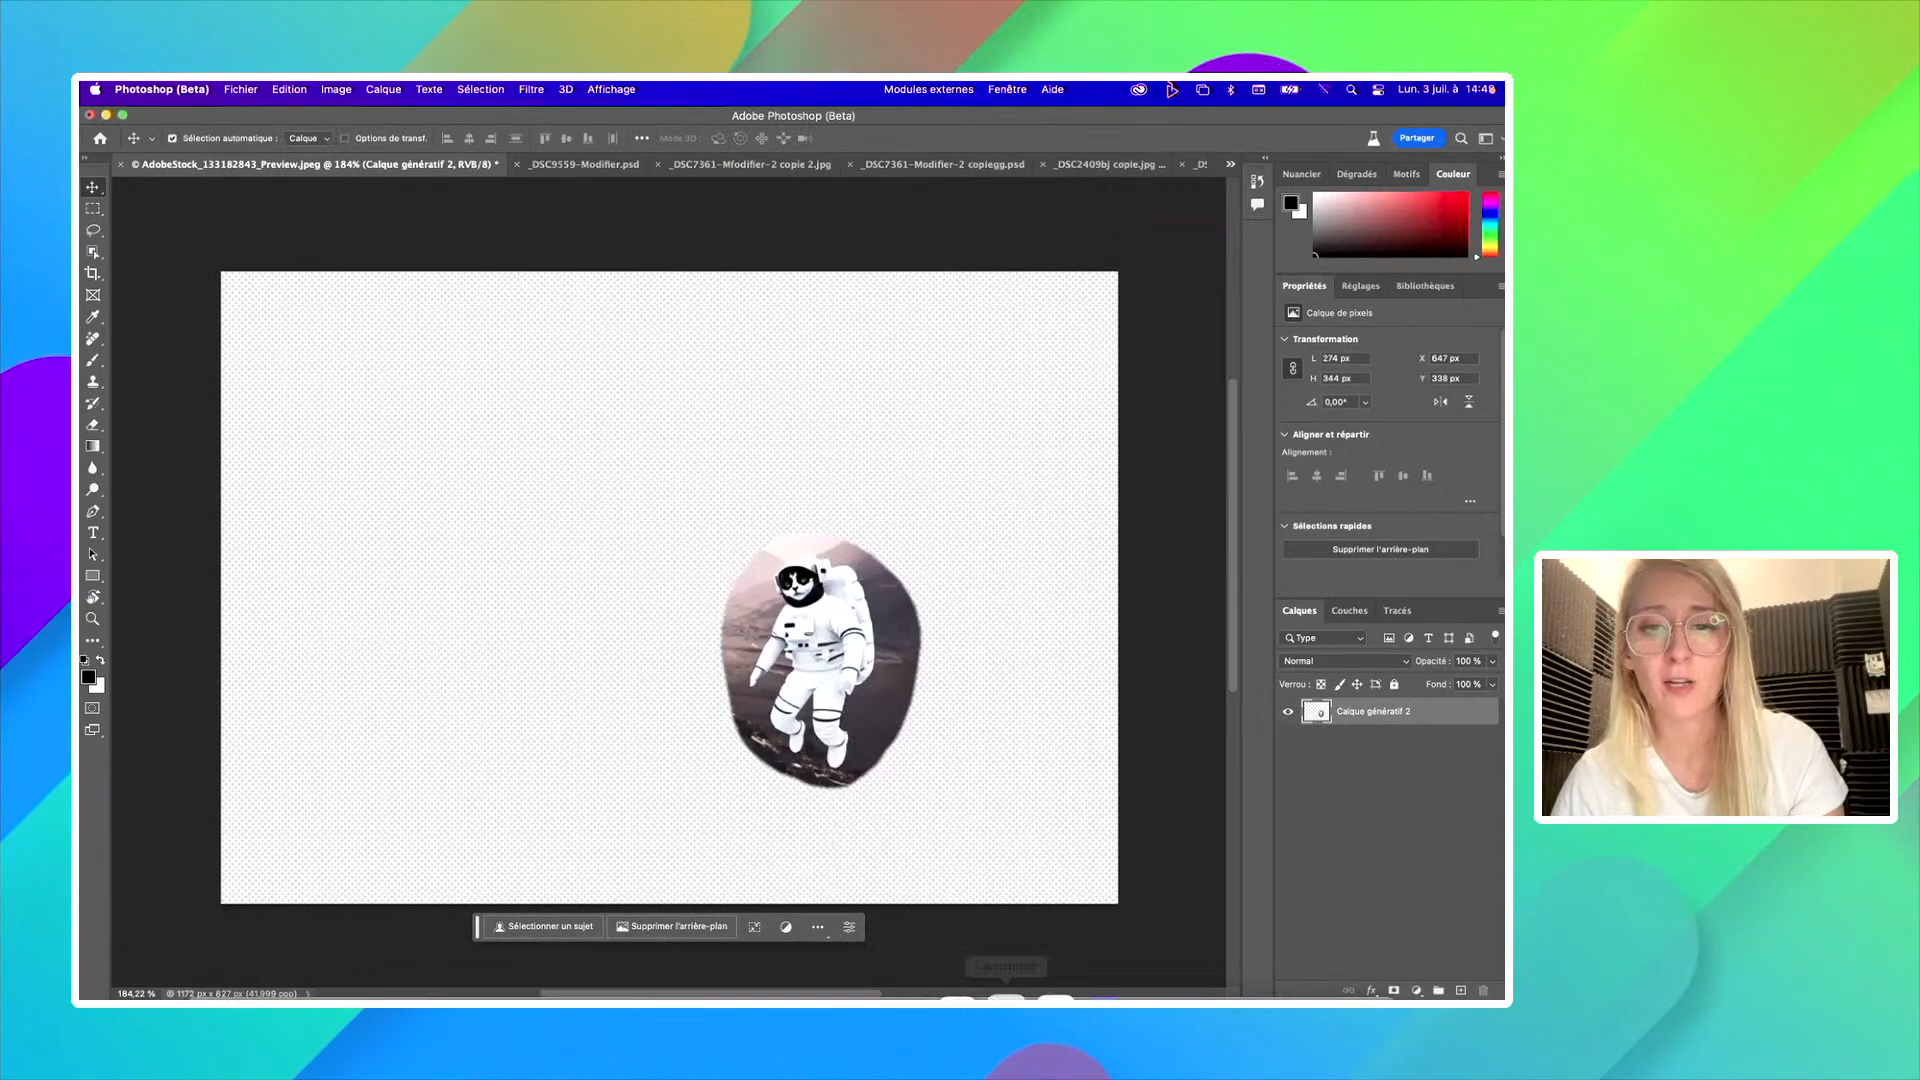 Photoshop (Beta) Fichier Edition Image Calque Texte Sélection Filtre 3D Affichage Modules externes Fenêtre Aide Lun. 3 juil. à
Adobe Photoshop (Beta)
Sélection automatique : Calque Options de transf. Mode 3D Partager
© AdobeStock_133182843_Preview.jpeg @ 184% (Calque génératif 2, RVB/8) * _DSC9559-Modifier.psd _DSC7361-Mfodifier-2 copie 2.jpg _DSC7361-Modifier-2 copiegg.psd _DSC2409bj copie.jpg ...
Nuancier Dégradés Motifs Couleur
Propriétés Réglages Bibliothèques
Calque de pixels
Transformation
L 274 px X 647 px
H 344 px Y 338 px
0,00°
Aligner et répartir
Alignement :
Sélections rapides
Supprimer l'arrière-plan
Calques Couches Tracés
Type
Normal Opacité : 100 %
Verrou : Fond : 100 %
Calque génératif 2
Sélectionner un sujet Supprimer l'arrière-plan
184,22 % © 1172 px x 827 px (41,999 ppp)
fx